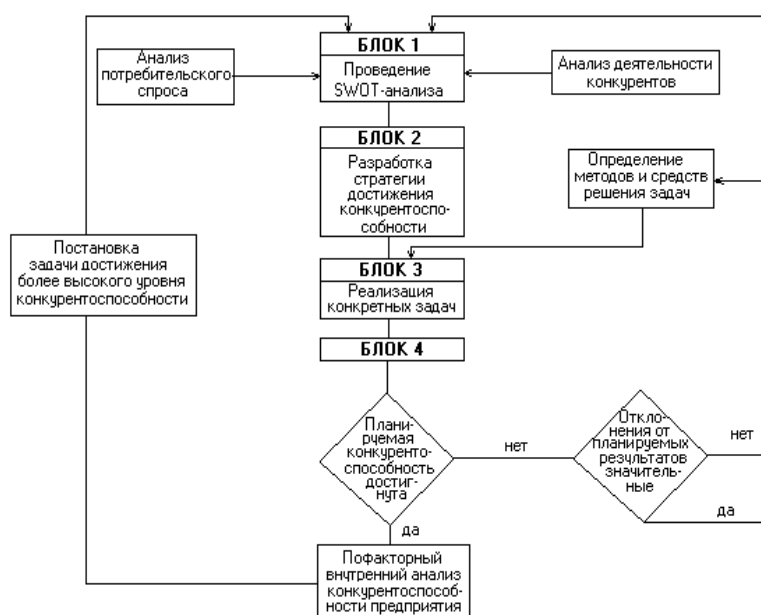 БЛОК 1
Проведение
SWOT-анализа
Анализ
потребительского
спроса
Анализ деятельности
конкурентов
БЛОК 2
Разработка
стратегии
достижения
конкурентоспо-
собности
Определение
методов и средств
решения задач
Постановка
задачи достижения
более высокого уровня
конкурентоспособности
БЛОК 3
Реализация
конкретных задач
БЛОК 4
Плани-
руемая
конкуренто-
способность
достиг-
нута
нет
Откло-
нения от
планируемых
результатов
значитель-
ные
нет
да
да
Пофакторный
внутренний анализ
конкурентоспособ-
ности предприятия